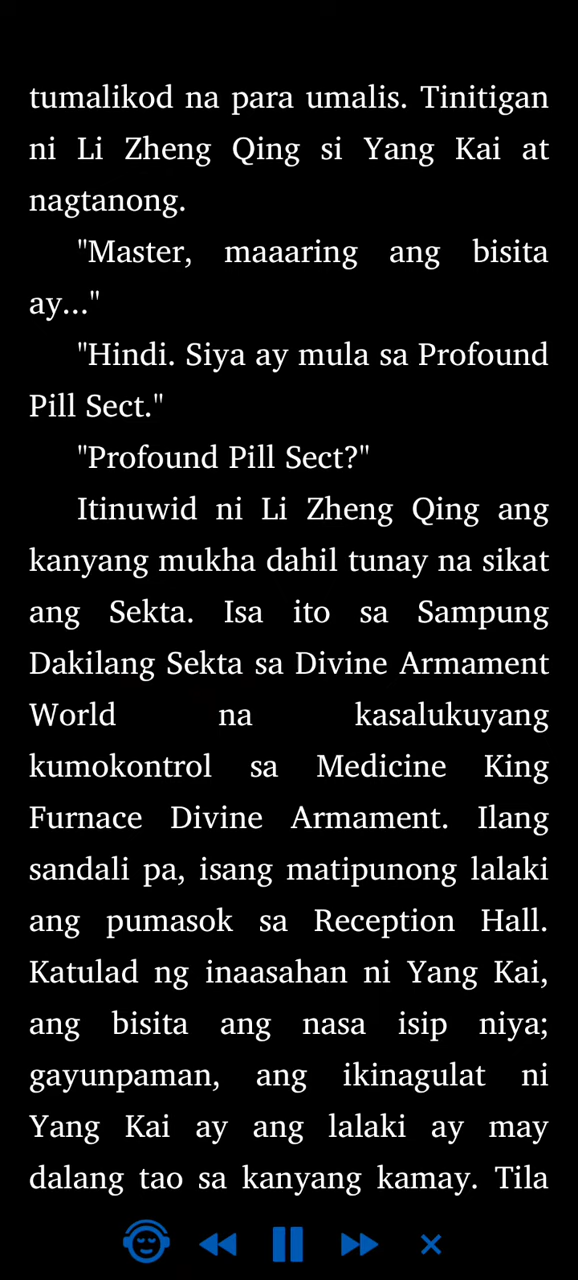 tumalikod na para umalis. Tinitigan
ni Li Zheng Qing si Yang Kai at
nagtanong.
"Master, maaaring ang bisita
ay..."
"Hindi. Siya ay mula sa Profound
Pill Sect."
"Profound Pill Sect?"
Itinuwid ni Li Zheng Qing ang
kanyang mukha dahil tunay na sikat
ang Sekta. Isa ito sa Sampung
Dakilang Sekta sa Divine Armament
World na kasalukuyang
kumokontrol sa Medicine King
Furnace Divine Armament. Ilang
sandali pa, isang matipunong lalaki
ang pumasok sa Reception Hall.
Katulad ng inaasahan ni Yang Kai,
ang bisita ang nasa isip niya;
gayunpaman, ang ikinagulat ni
Yang Kai ay ang lalaki ay may
dalang tao sa kanyang kamay. Tila